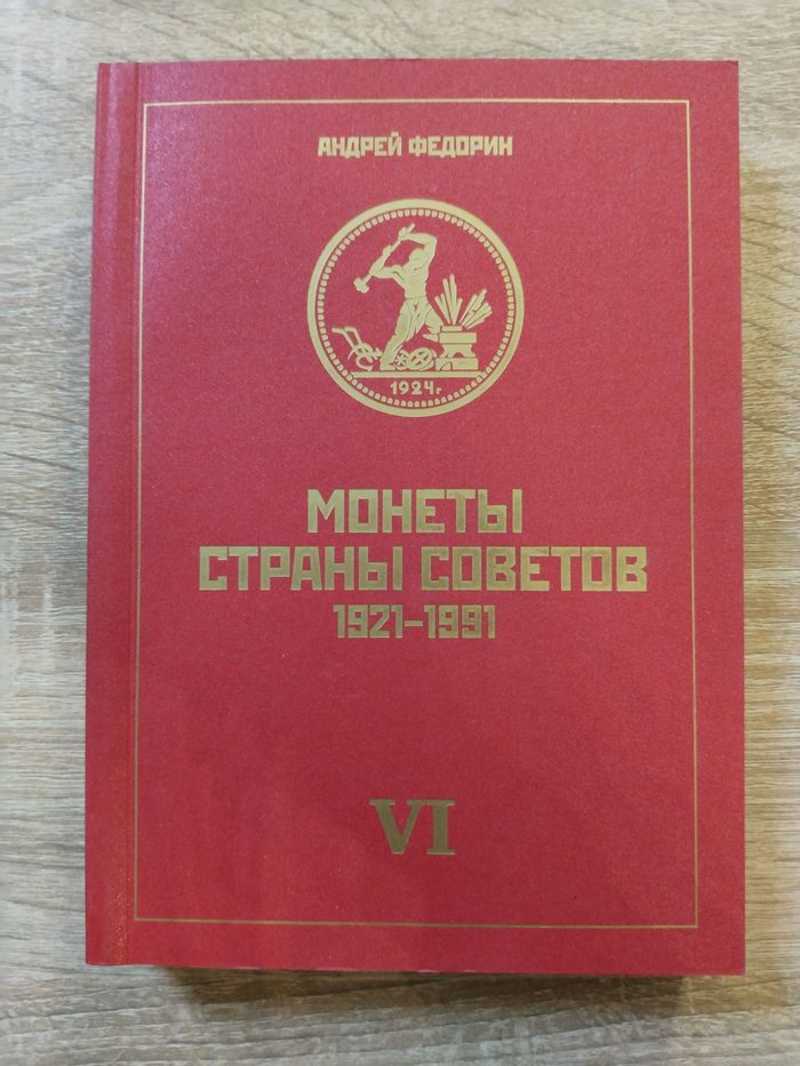 АНДРЕЙ ФЕДОРИН
1924г
МОНЕТЫ
СТРАНЫ СОВЕТОВ
1921-1991
VI